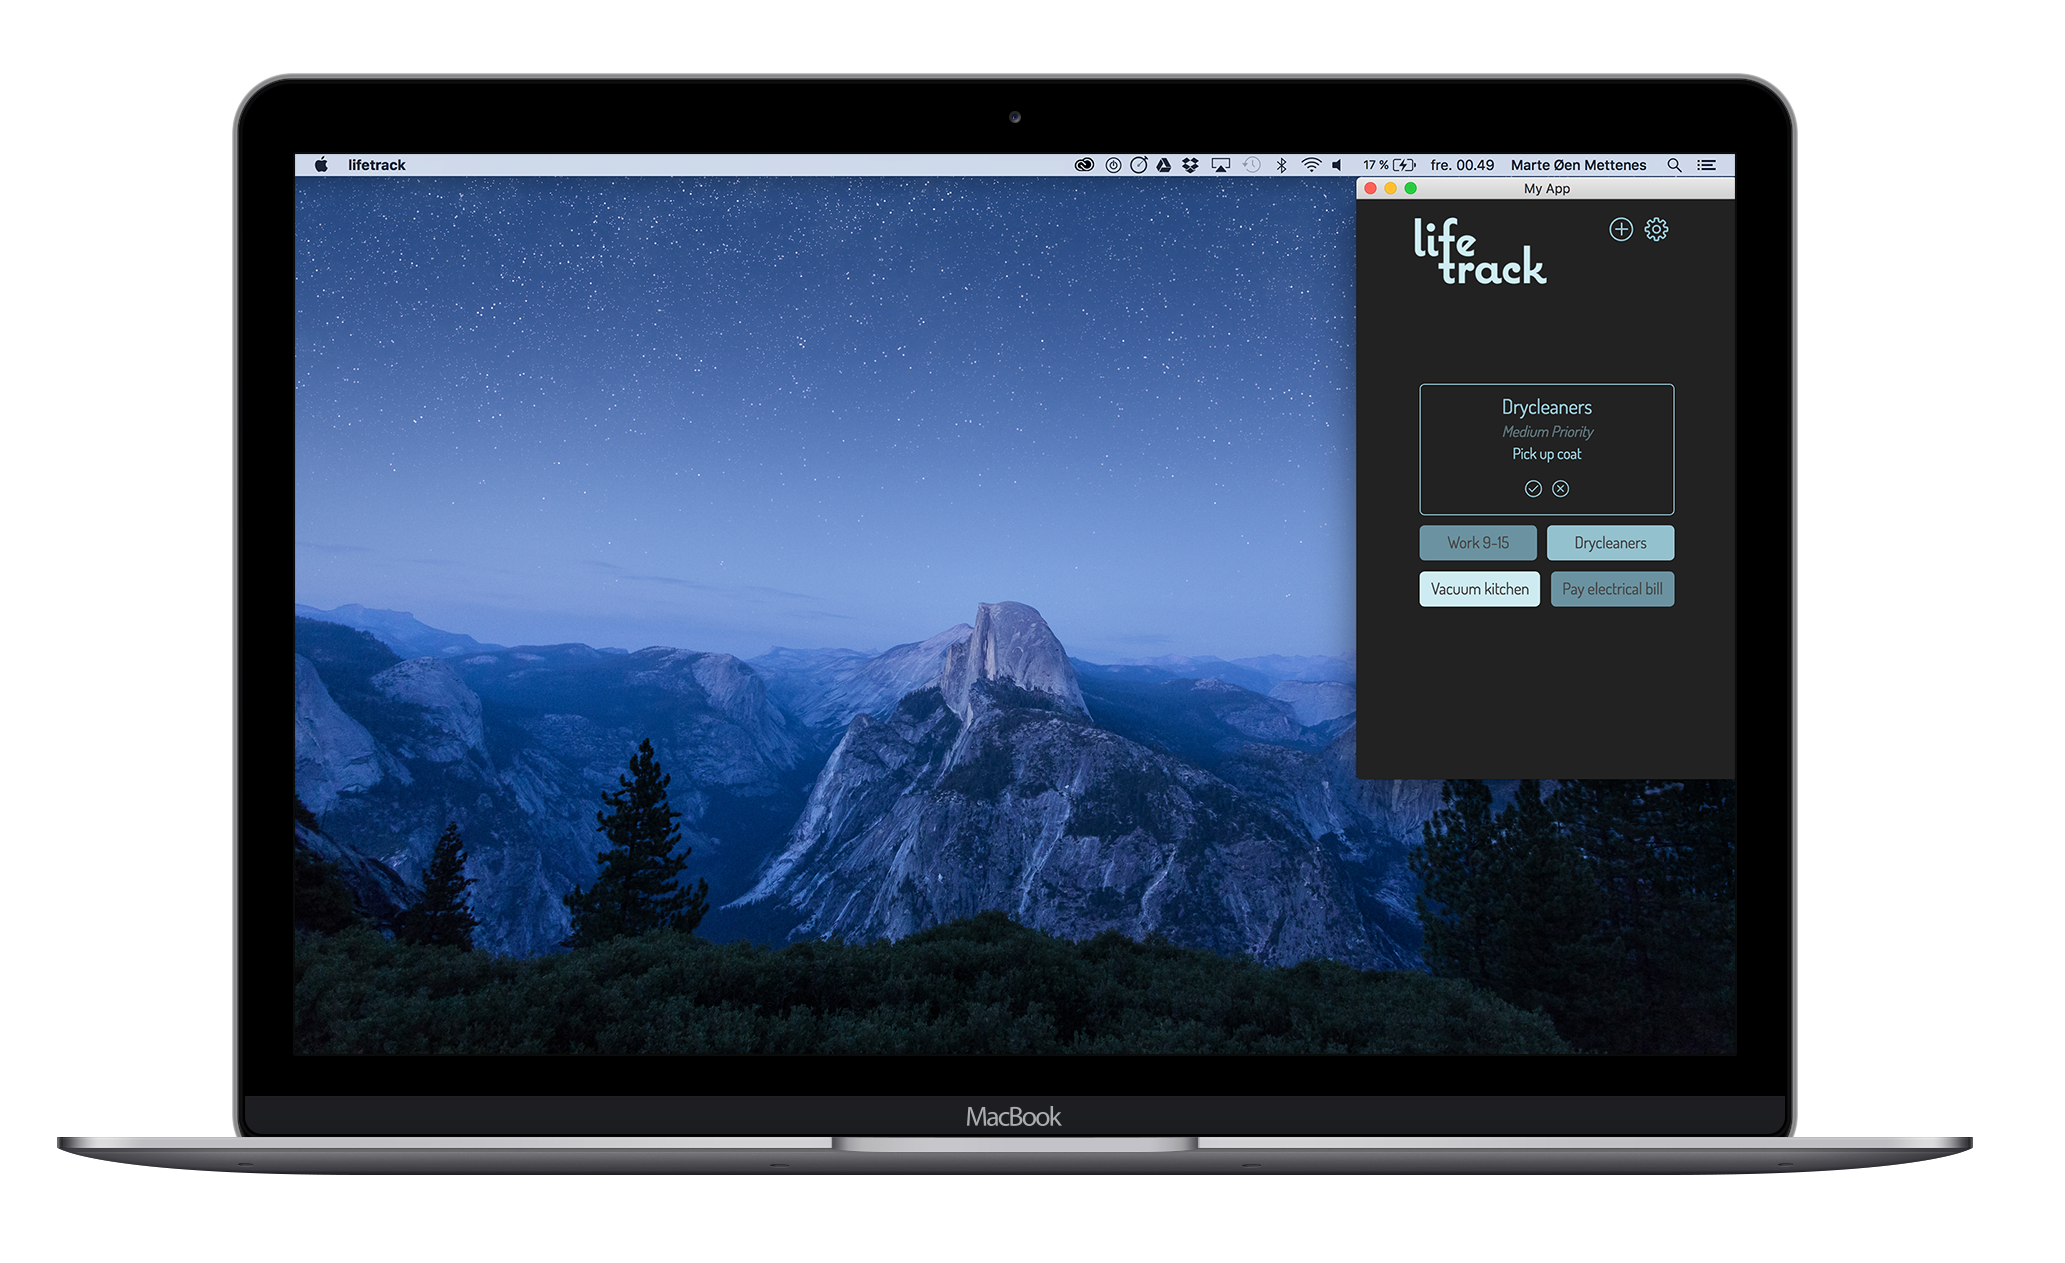 lifetrack
17 %
fre. 00.49
Marte Øen Mettenes
My App
life
track
Drycleaners
Medium Priority
Pick up coat
Work 9-15
Drycleaners
Vacuum kitchen
Pay electrical bill
MacBook